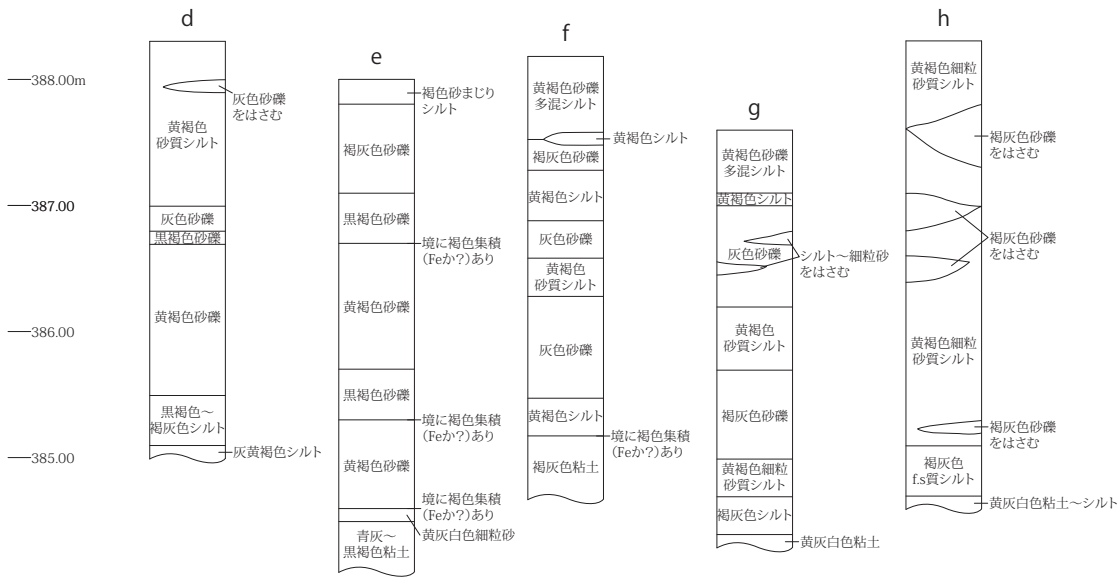 d
e
f
g
h
388.00m
387.00
386.00
385.00
灰色砂礫
をはさむ
黄褐色
砂質シルト
灰色砂礫
黒褐色砂礫
黄褐色砂礫
黒褐色～
褐灰色シルト
灰黄褐色シルト
褐色砂まじり
シルト
褐灰色砂礫
黒褐色砂礫
境に褐色集積
(Feか?)あり
黄褐色砂礫
黒褐色砂礫
境に褐色集積
(Feか?)あり
黄褐色砂礫
境に褐色集積
(Feか?)あり
黄灰白色細粒砂
青灰～
黒褐色粘土
黄褐色砂礫
多混シルト
黄褐色シルト
褐灰色砂礫
黄褐色シルト
灰色砂礫
黄褐色
砂質シルト
灰色砂礫
黄褐色シルト
境に褐色集積
(Feか?)あり
褐灰色粘土
黄褐色砂礫
多混シルト
黄褐色シルト
灰色砂礫
シルト～細粒砂
をはさむ
黄褐色
砂質シルト
褐灰色砂礫
黄褐色細粒
砂質シルト
褐灰色シルト
黄灰白色粘土
黄褐色細粒
砂質シルト
褐灰色砂礫
をはさむ
褐灰色砂礫
をはさむ
黄褐色細粒
砂質シルト
褐灰色砂礫
をはさむ
褐灰色
f.s質シルト
黄灰白色粘土～シルト